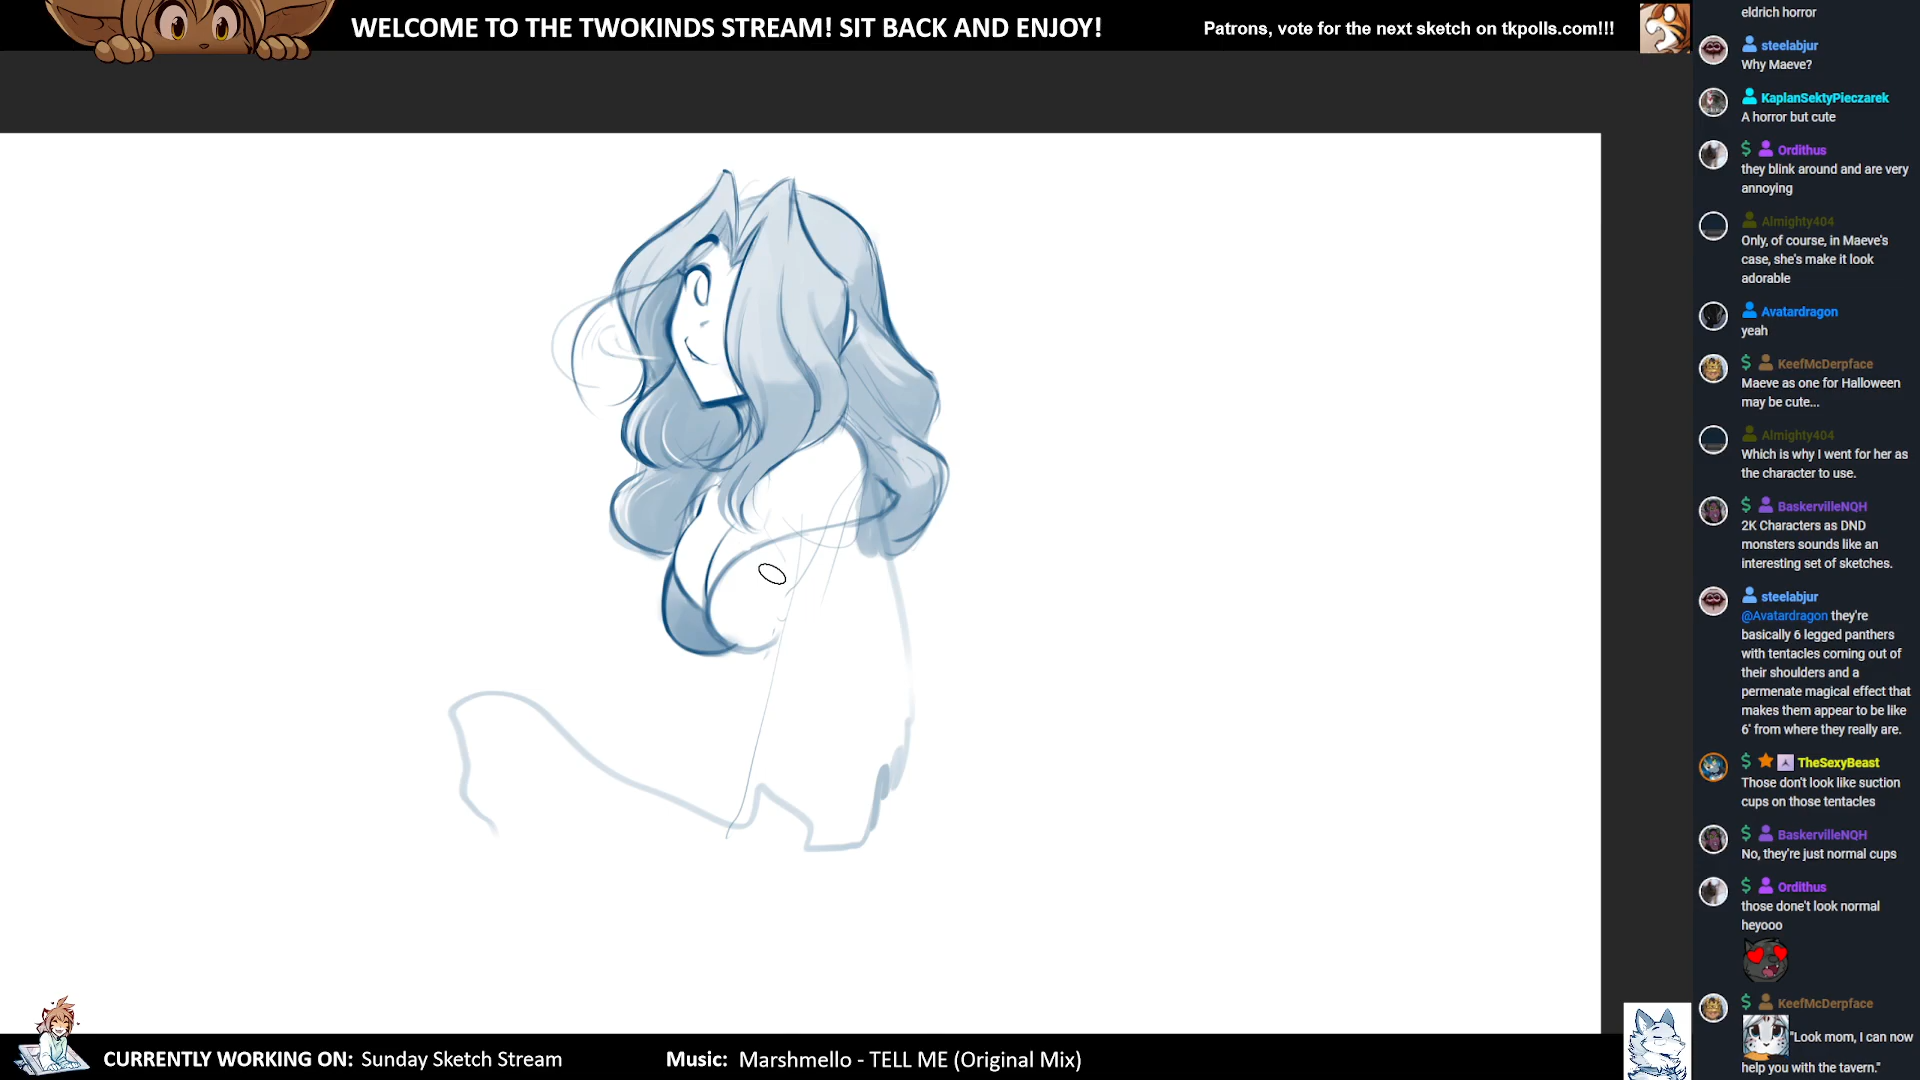 WELCOME TO THE TWOKINDS STREAM! SIT BACK AND ENJOY!
Patrons, vote for the next sketch on tkpolls.com!!!
eldrich horror
steelabjur
Why Maeve?
KaplanSektyPieczarek
A horror but cute
$ Ordithus
they blink around and are very
annoying
Almighty404
Only, of course, in Maeve's
case, she's make it look
adorable
Avatardragon
yeah
$ KeefMcDerpface
Maeve as one for Halloween
may be cute...
Almighty404
Which is why I went for her as
the character to use.
$ BaskervilleNQH
2K Characters as DND
monsters sounds like an
interesting set of sketches.
steelabjur
@Avatardragon they're
basically 6 legged panthers
with tentacles coming out of
their shoulders and a
permenate magical effect that
makes them appear to be like
6' from where they really are.
$ TheSexyBeast
Those don't look like suction
cups on those tentacles
$ BaskervilleNQH
No, they're just normal cups
$ Ordithus
those done't look normal
heyooo
$ KeefMcDerpface
"Look mom, I can now
help you with the tavern."
CURRENTLY WORKING ON: Sunday Sketch Stream
Music: Marshmello - TELL ME (Original Mix)